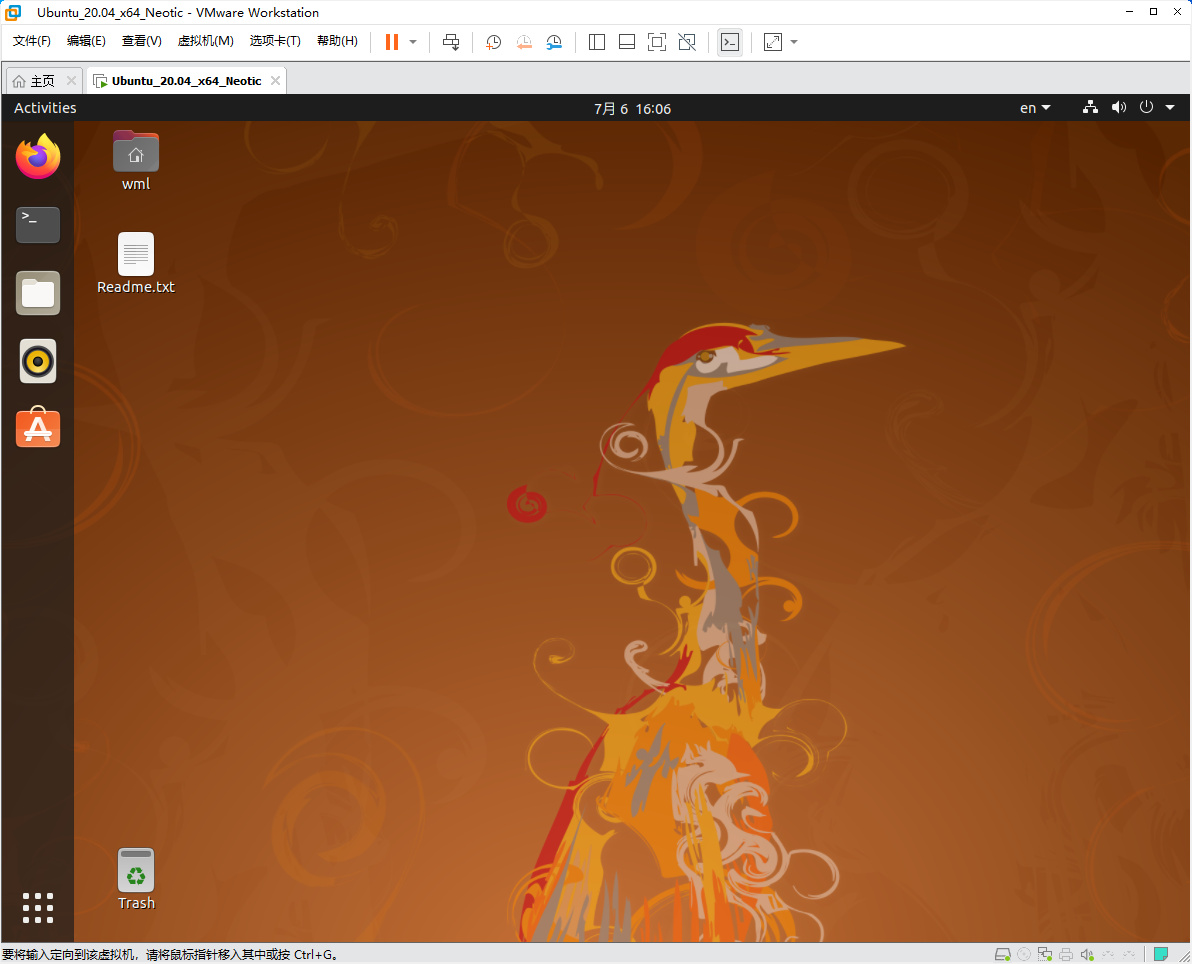 Ubuntu_20.04_x64_Neotic - VMware Workstation
文件(F) 编辑(E) 查看(V) 虚拟机(M) 选项卡(T) 帮助(H)
主页 Ubuntu_20.04_x64_Neotic
Activities 7月 6 16:06 en
wml
Readme.txt
Trash
要将输入定向到该虚拟机，请将鼠标指针移入其中或按 Ctrl+G。